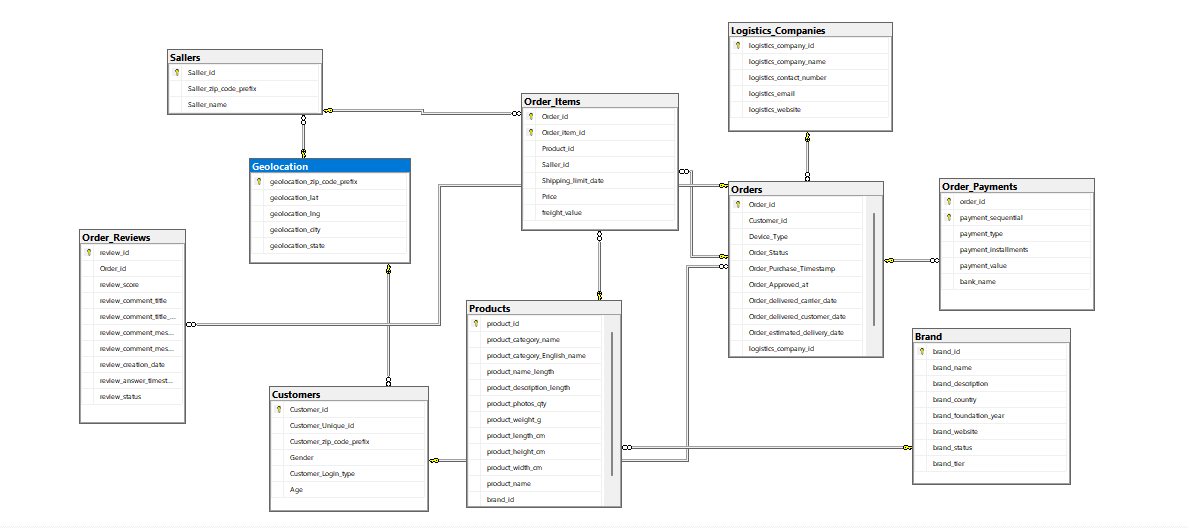 Sallers
Saller_id
Saller_zip_code_prefix
Saller_name
Geolocation
geolocation_zip_code_prefix
geolocation_lat
geolocation_lng
geolocation_city
geolocation_state
Order_Reviews
review_id
Order_id
review_score
review_comment_title
review_comment_title_...
review_comment_mes...
review_comment_mes...
review_creation_date
review_answer_timest...
review_status
Customers
Customer_id
Customer_Unique_id
Customer_zip_code_prefix
Gender
Customer_Login_type
Age
Order_Items
Order_id
Order_item_id
Product_id
Saller_id
Shipping_limit_date
Price
freight_value
Products
product_id
product_category_name
product_category_English_name
product_name_length
product_description_length
product_photos_qty
product_weight_g
product_length_cm
product_height_cm
product_width_cm
product_name
brand_id
Logistics_Companies
logistics_company_id
logistics_company_name
logistics_contact_number
logistics_email
logistics_website
Orders
Order_id
Customer_id
Device_Type
Order_Status
Order_Purchase_Timestamp
Order_Approved_at
Order_delivered_carrier_date
Order_delivered_customer_date
Order_estimated_delivery_date
logistics_company_id
Order_Payments
order_id
payment_sequential
payment_type
payment_installments
payment_value
bank_name
Brand
brand_id
brand_name
brand_description
brand_country
brand_foundation_year
brand_website
brand_status
brand_tier